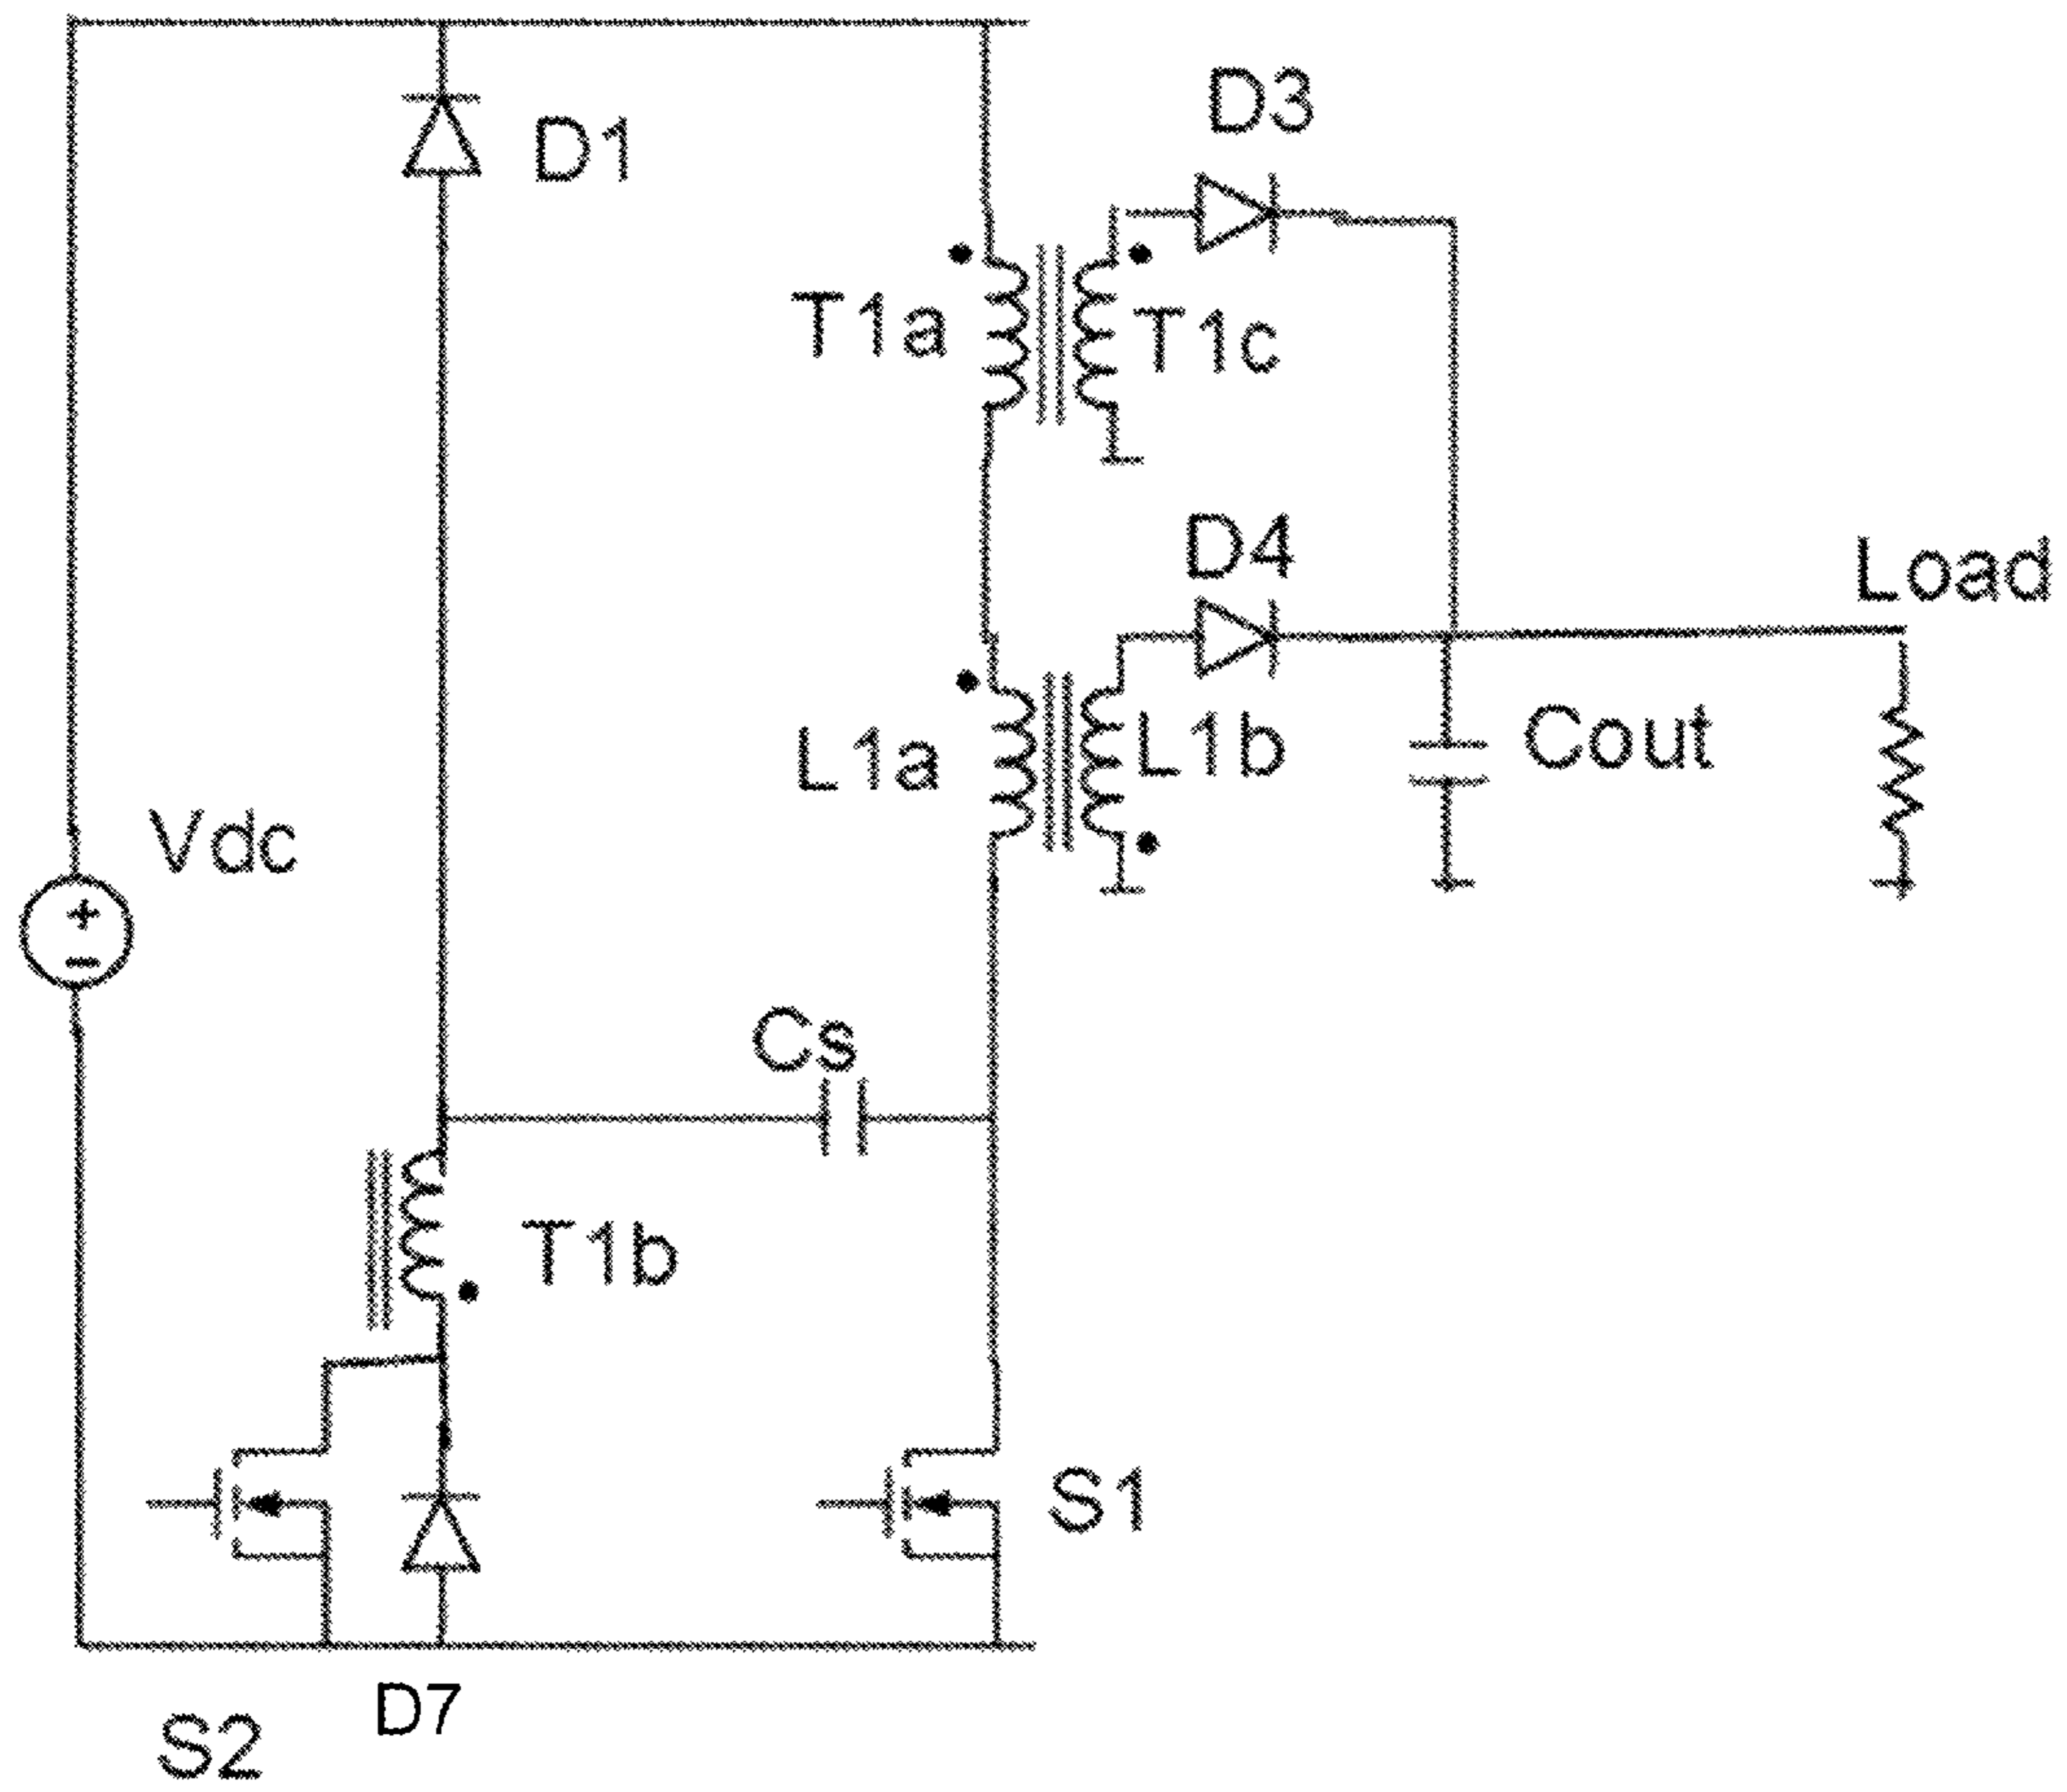 D3
D1
T1a
T1c
D4
Load
L1a
L1b
Cout
Vdc
+
−
Cs
T1b
S1
D7
S2